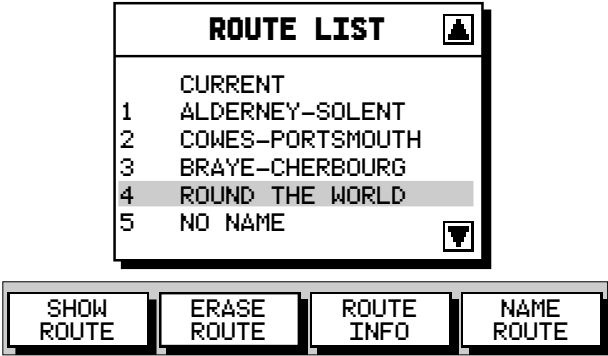 ROUTE LIST
CURRENT
1 ALDERNEY-SOLENT
2 COWES-PORTSMOUTH
3 BRAYE-CHERBOURG
4 ROUND THE WORLD
5 NO NAME
SHOW ROUTE
ERASE ROUTE
ROUTE INFO
NAME ROUTE